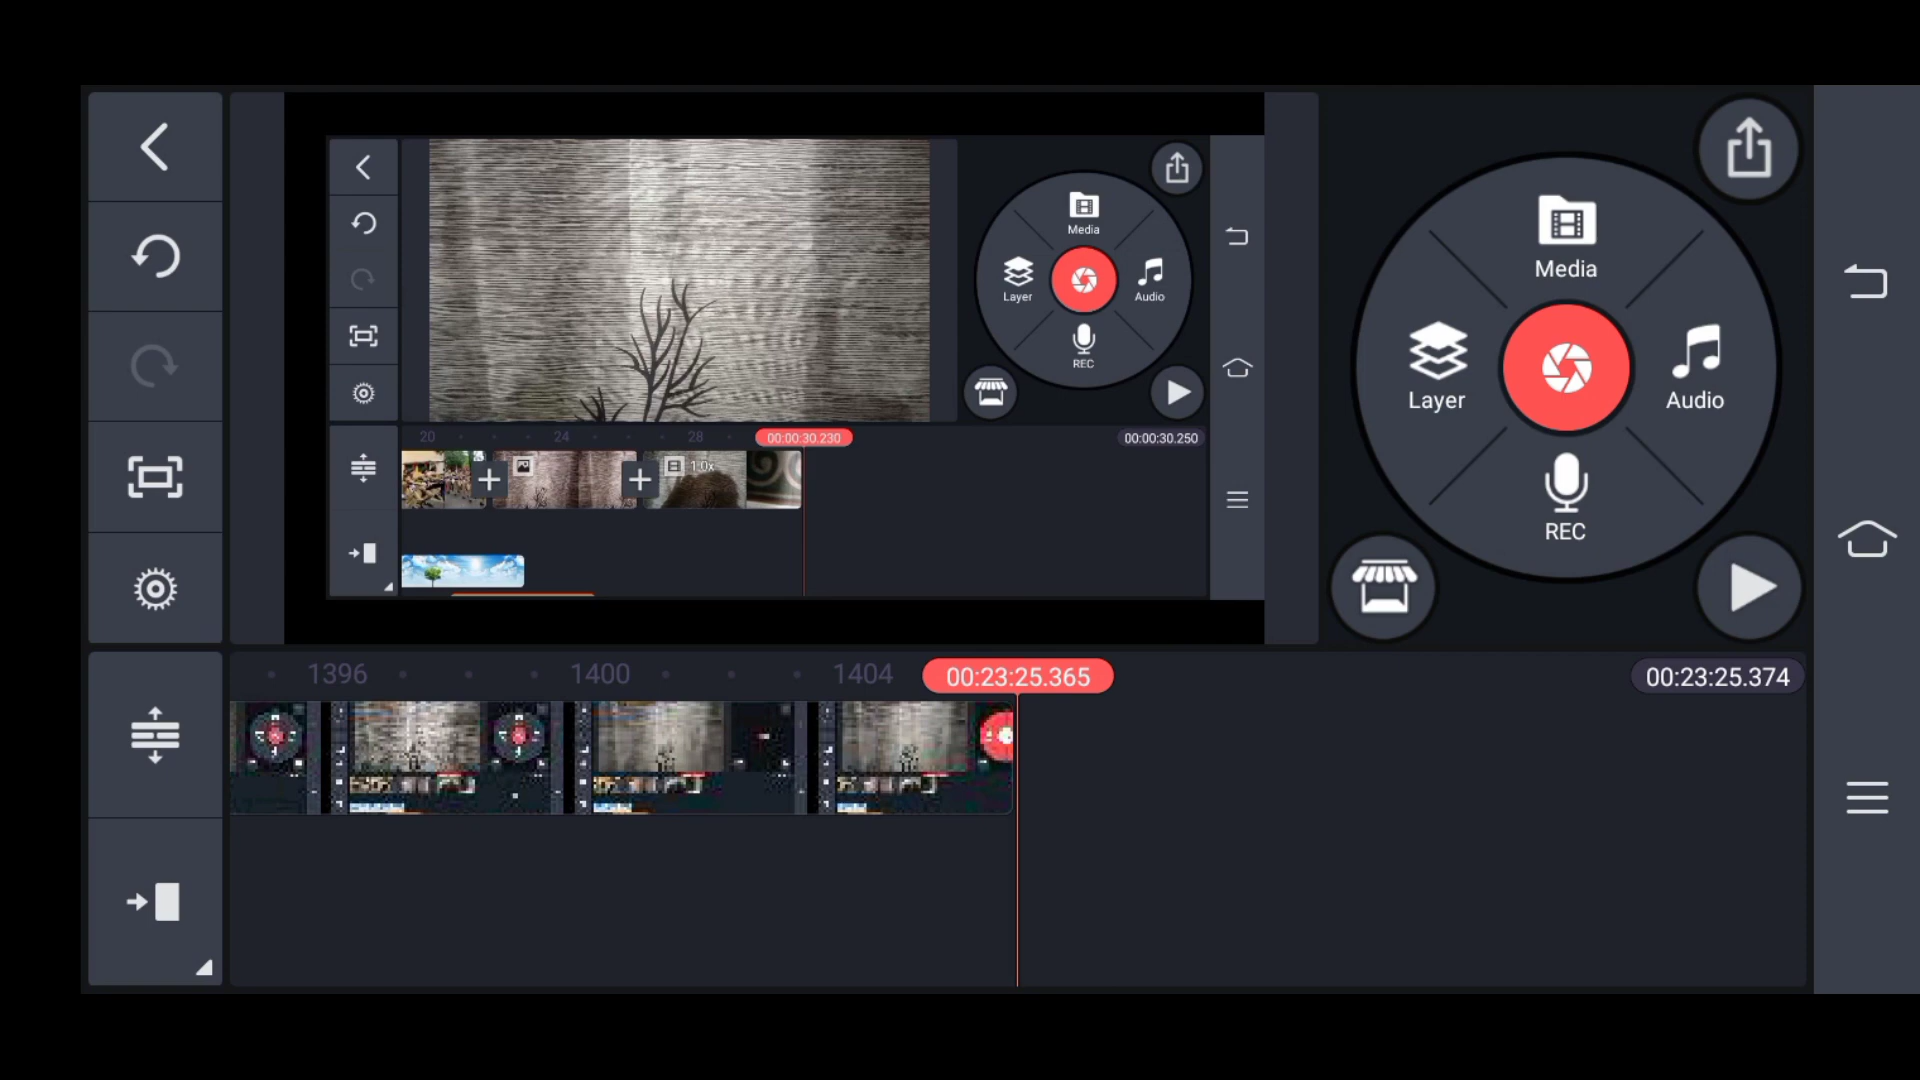 Media
Layer
Audio
REC
20
24
28
00:00:30.230
00:00:30.250
1.0x
Media
Layer
Audio
REC
1396
1400
1404
00:23:25.365
00:23:25.374